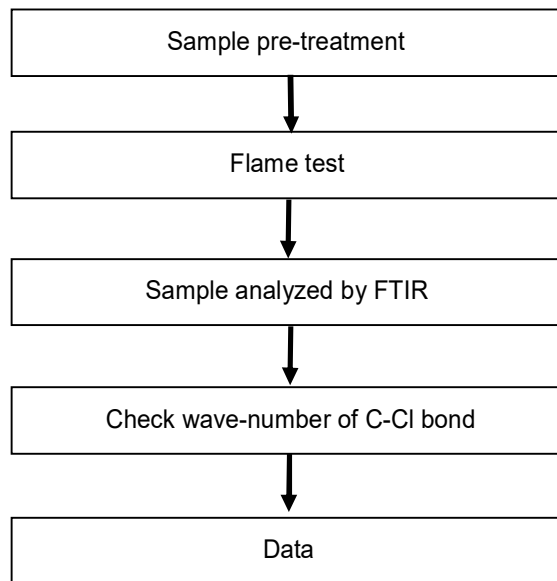 Sample pre-treatment
Flame test
Sample analyzed by FTIR
Check wave-number of C-Cl bond
Data